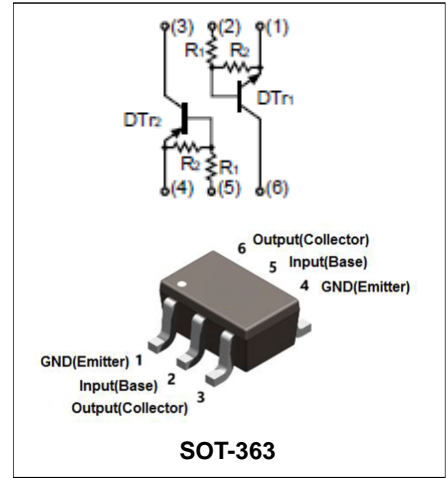 (3) (2) (1)
R1 R2
DTr1
DTr2
R2 R1
(4) (5) (6)
6 Output(Collector)
5 Input(Base)
4 GND(Emitter)
GND(Emitter) 1
Input(Base) 2
Output(Collector) 3
SOT-363